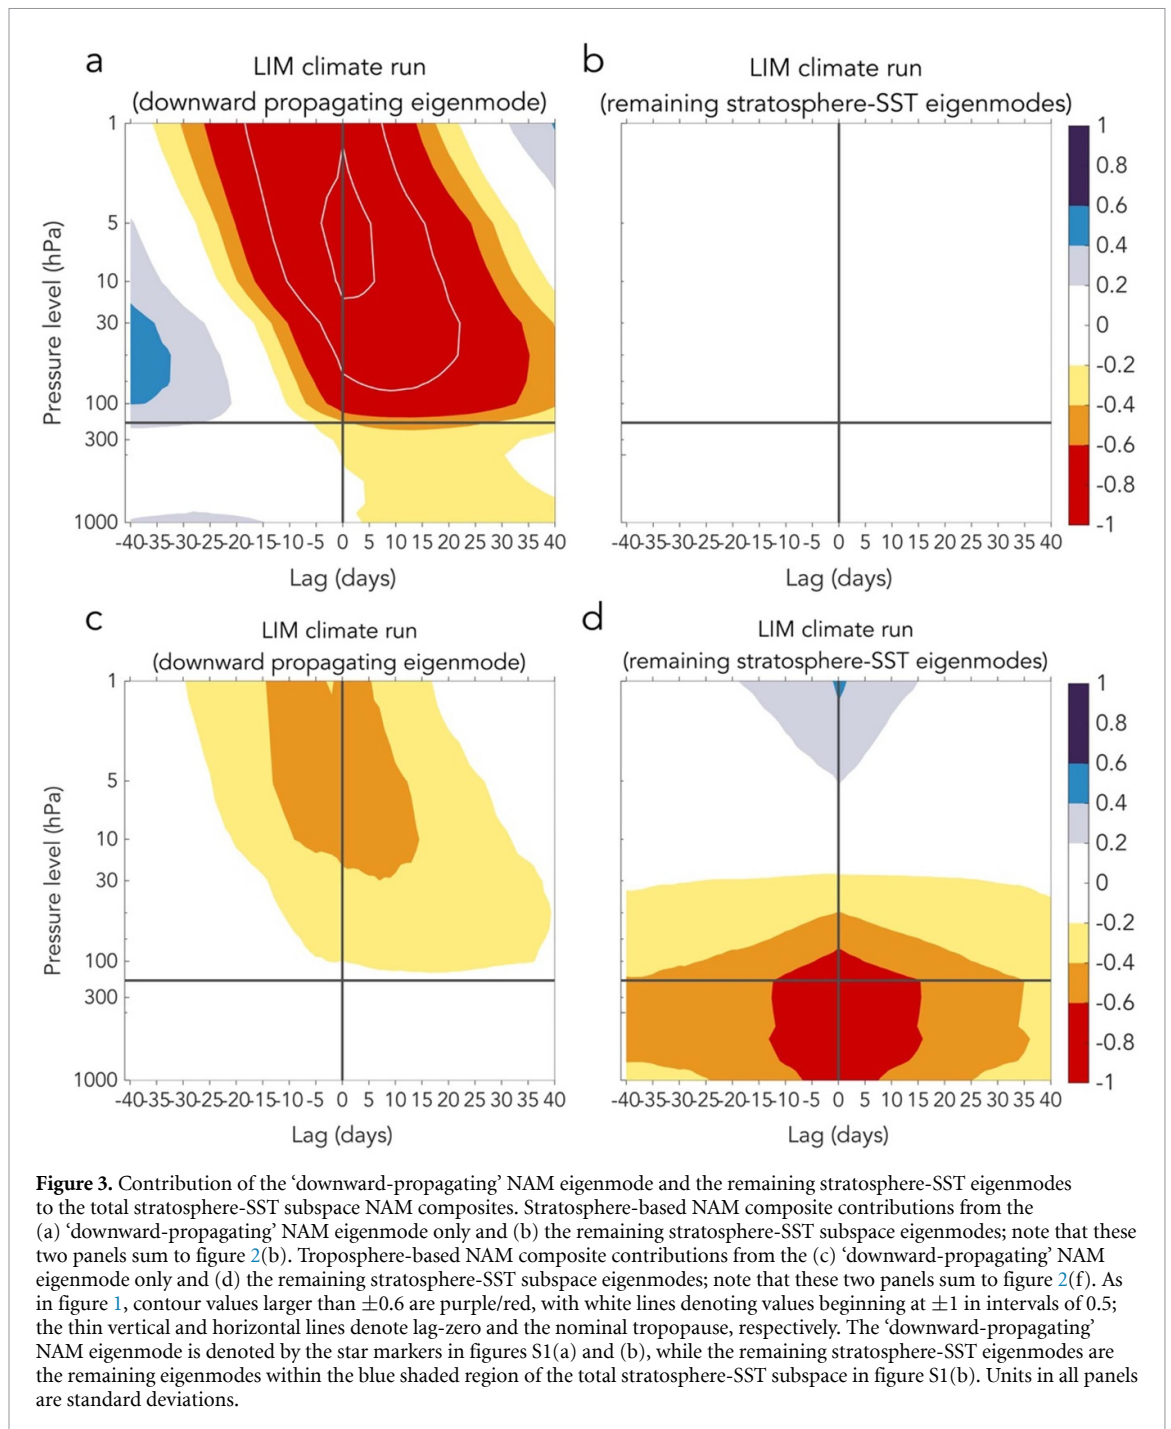 a
LIM climate run
(downward propagating eigenmode)
b
LIM climate run
(remaining stratosphere-SST eigenmodes)
Pressure level (hPa)
1
5
10
30
100
300
1000
-40-35-30-25-20-15-10 -5 0 5 10 15 20 25 30 35 40
Lag (days)
-40-35-30-25-20-15-10 -5 0 5 10 15 20 25 30 35 40
Lag (days)
1
0.8
0.6
0.4
0.2
0
-0.2
-0.4
-0.6
-0.8
-1
c
LIM climate run
(downward propagating eigenmode)
d
LIM climate run
(remaining stratosphere-SST eigenmodes)
Pressure level (hPa)
1
5
10
30
100
300
1000
-40-35-30-25-20-15-10 -5 0 5 10 15 20 25 30 35 40
Lag (days)
-40-35-30-25-20-15-10 -5 0 5 10 15 20 25 30 35 40
Lag (days)
1
0.8
0.6
0.4
0.2
0
-0.2
-0.4
-0.6
-0.8
-1
Figure 3. Contribution of the ‘downward-propagating’ NAM eigenmode and the remaining stratosphere-SST eigenmodes
to the total stratosphere-SST subspace NAM composites. Stratosphere-based NAM composite contributions from the
(a) ‘downward-propagating’ NAM eigenmode only and (b) the remaining stratosphere-SST subspace eigenmodes; note that these
two panels sum to figure 2(b). Troposphere-based NAM composite contributions from the (c) ‘downward-propagating’ NAM
eigenmode only and (d) the remaining stratosphere-SST subspace eigenmodes; note that these two panels sum to figure 2(f). As
in figure 1, contour values larger than ±0.6 are purple/red, with white lines denoting values beginning at ±1 in intervals of 0.5;
the thin vertical and horizontal lines denote lag-zero and the nominal tropopause, respectively. The ‘downward-propagating’
NAM eigenmode is denoted by the star markers in figures S1(a) and (b), while the remaining stratosphere-SST eigenmodes are
the remaining eigenmodes within the blue shaded region of the total stratosphere-SST subspace in figure S1(b). Units in all panels
are standard deviations.